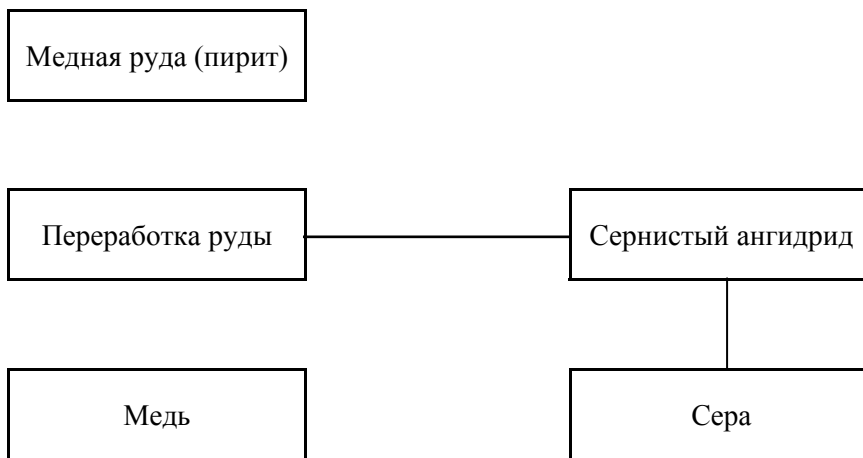 Медная руда (пирит)
Переработка руды
Сернистый ангидрид
Медь
Сера